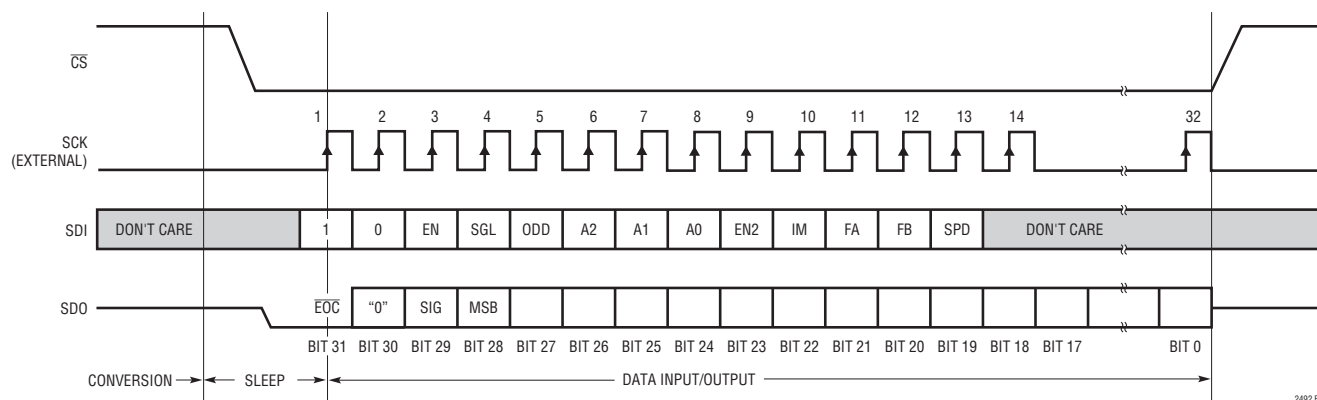 CS
1 2 3 4 5 6 7 8 9 10 11 12 13 14 32
SCK
(EXTERNAL)
SDI DON'T CARE 1 0 EN SGL ODD A2 A1 A0 EN2 IM FA FB SPD DON'T CARE
SDO EOC “0” SIG MSB
BIT 31 BIT 30 BIT 29 BIT 28 BIT 27 BIT 26 BIT 25 BIT 24 BIT 23 BIT 22 BIT 21 BIT 20 BIT 19 BIT 18 BIT 17 BIT 0
CONVERSION SLEEP DATA INPUT/OUTPUT